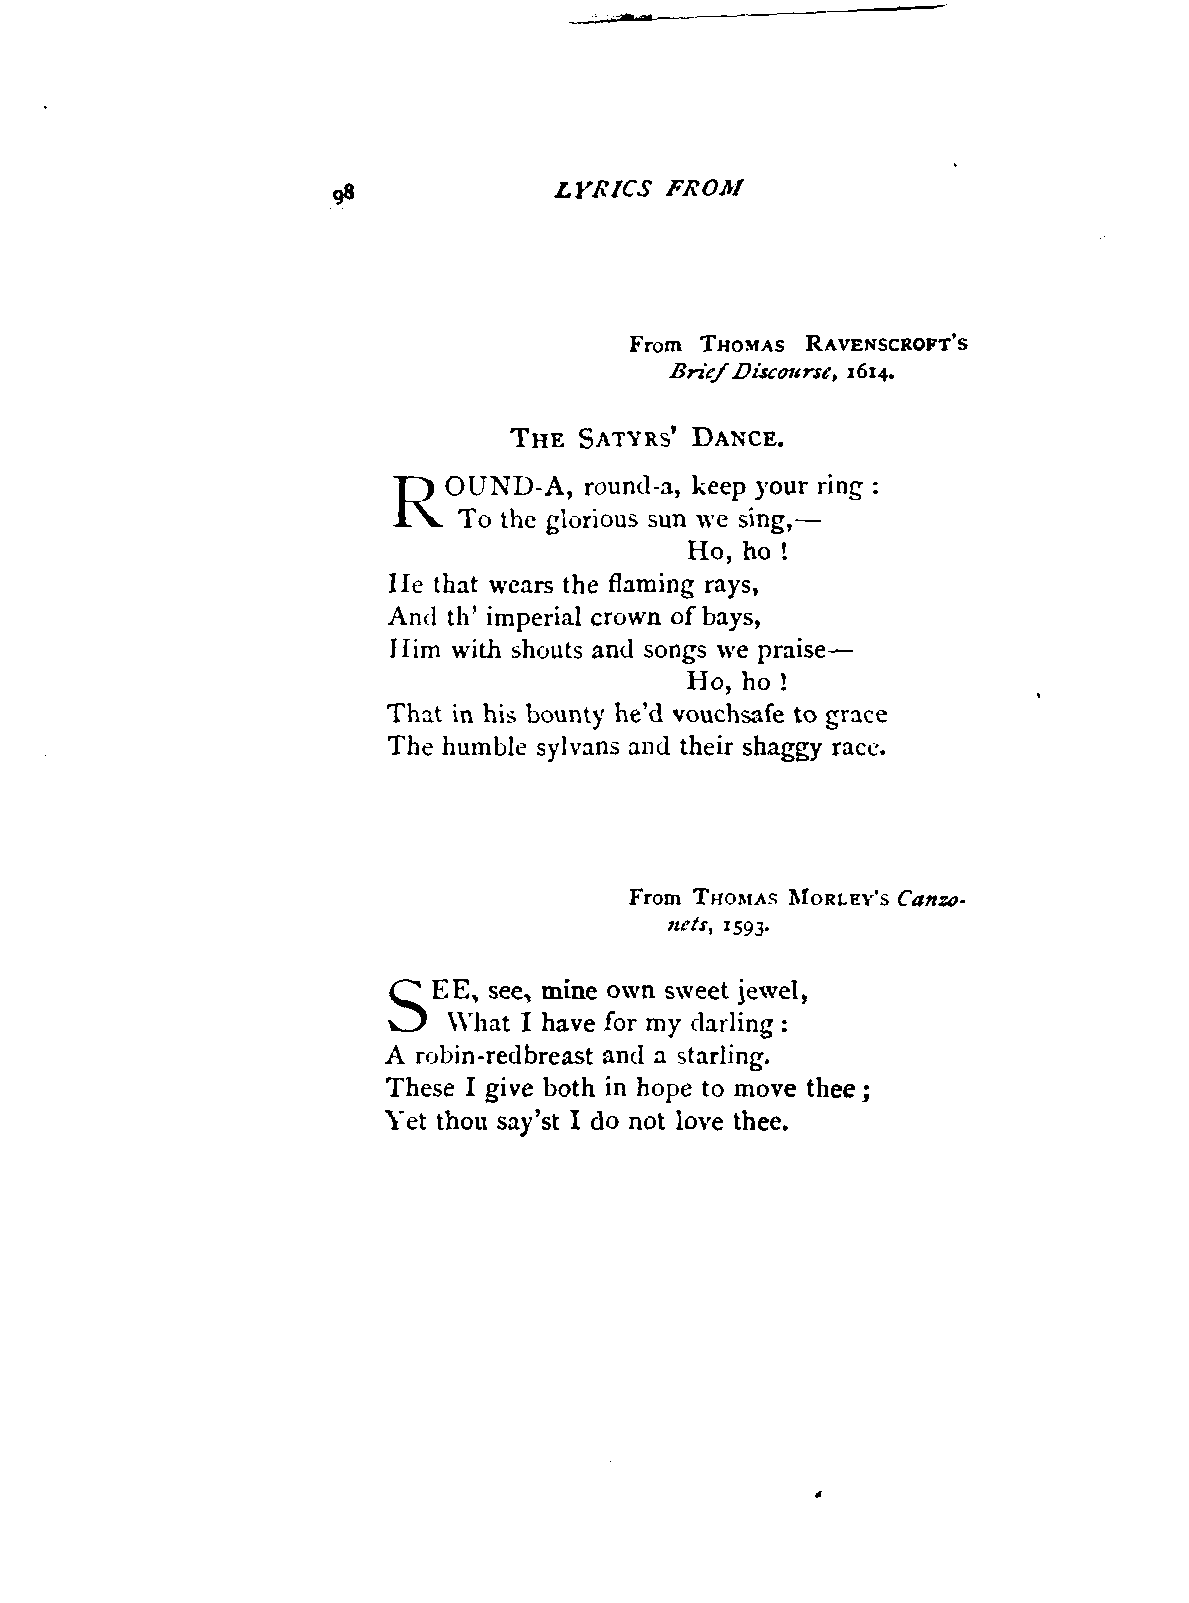 98 LYRICS FROM
From THOMAS RAVENSCROFT'S
Brief Discourse, 1614.
THE SATYRS' DANCE.
ROUND-A, round-a, keep your ring :
To the glorious sun we sing,—
Ho, ho !
He that wears the flaming rays,
And th' imperial crown of bays,
Him with shouts and songs we praise—
Ho, ho !
That in his bounty he'd vouchsafe to grace
The humble sylvans and their shaggy race.
From THOMAS MORLEY'S Canzo-
nets, 1593.
SEE, see, mine own sweet jewel,
What I have for my darling :
A robin-redbreast and a starling.
These I give both in hope to move thee ;
Yet thou say'st I do not love thee.